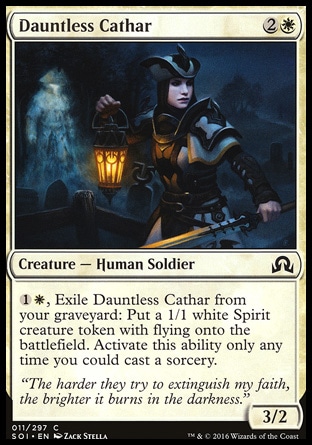 Dauntless Cathar 2
Creature — Human Soldier
1, Exile Dauntless Cathar from
your graveyard: Put a 1/1 white Spirit
creature token with flying onto the
battlefield. Activate this ability only any
time you could cast a sorcery.
“The harder they try to extinguish my faith,
the brighter it burns in the darkness.”
3/2
011/297 C
SOI • EN Zack Stella
™ & © 2016 Wizards of the Coast